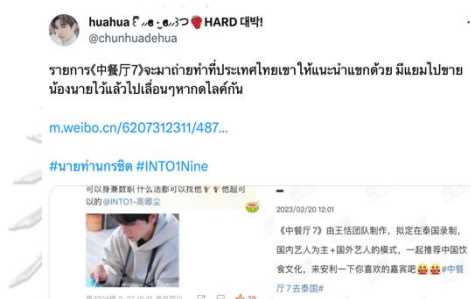 huahua HARD 대박!
@chunhuadehua
รายการ《中餐厅7》จะมาถ่ายทำที่ประเทศไทยเขาให้แนะนำแขกด้วย มีแยมไปขาย
น้องนายไว้แล้วไปเลื่อนๆหากดไลค์กัน
m.weibo.cn/6207312311/487...
#นายท่านกรชิต #INTO1Nine
可以身兼数职 什么活都可以找他 他超可
以的@INTO1-高卿尘
2023/02/20 12:01
《中餐厅7》由王恬团队制作，拟定在泰国录制，
国内艺人为主+国外艺人的模式，一起推荐中国饮
食文化，来安利一下你喜欢的嘉宾吧 #中餐
厅7去泰国#